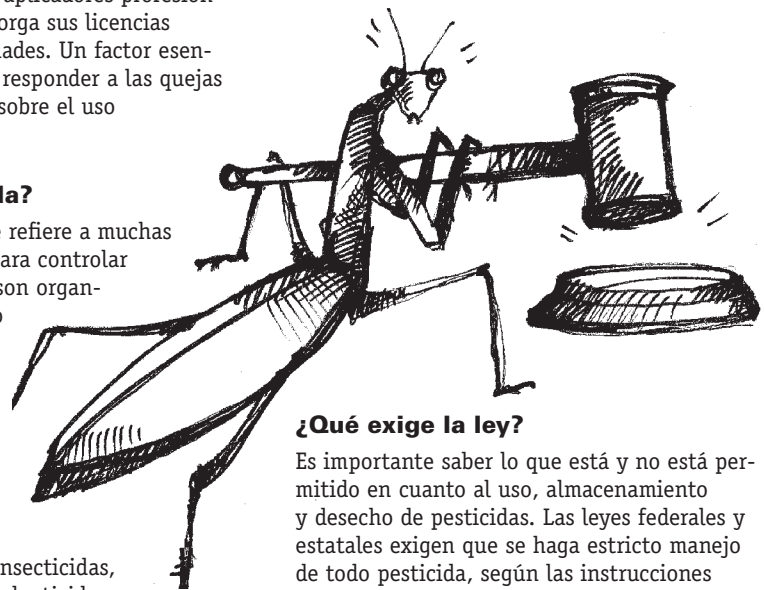 orga sus licencias
dades. Un factor esen-
responder a las quejas
sobre el uso
la?
refiere a muchas
ara controlar
son organ-
¿Qué exige la ley?
Es importante saber lo que está y no está per-
mitido en cuanto al uso, almacenamiento
y desecho de pesticidas. Las leyes federales y
estatales exigen que se haga estricto manejo
de todo pesticida, según las instrucciones
nsecticidas,